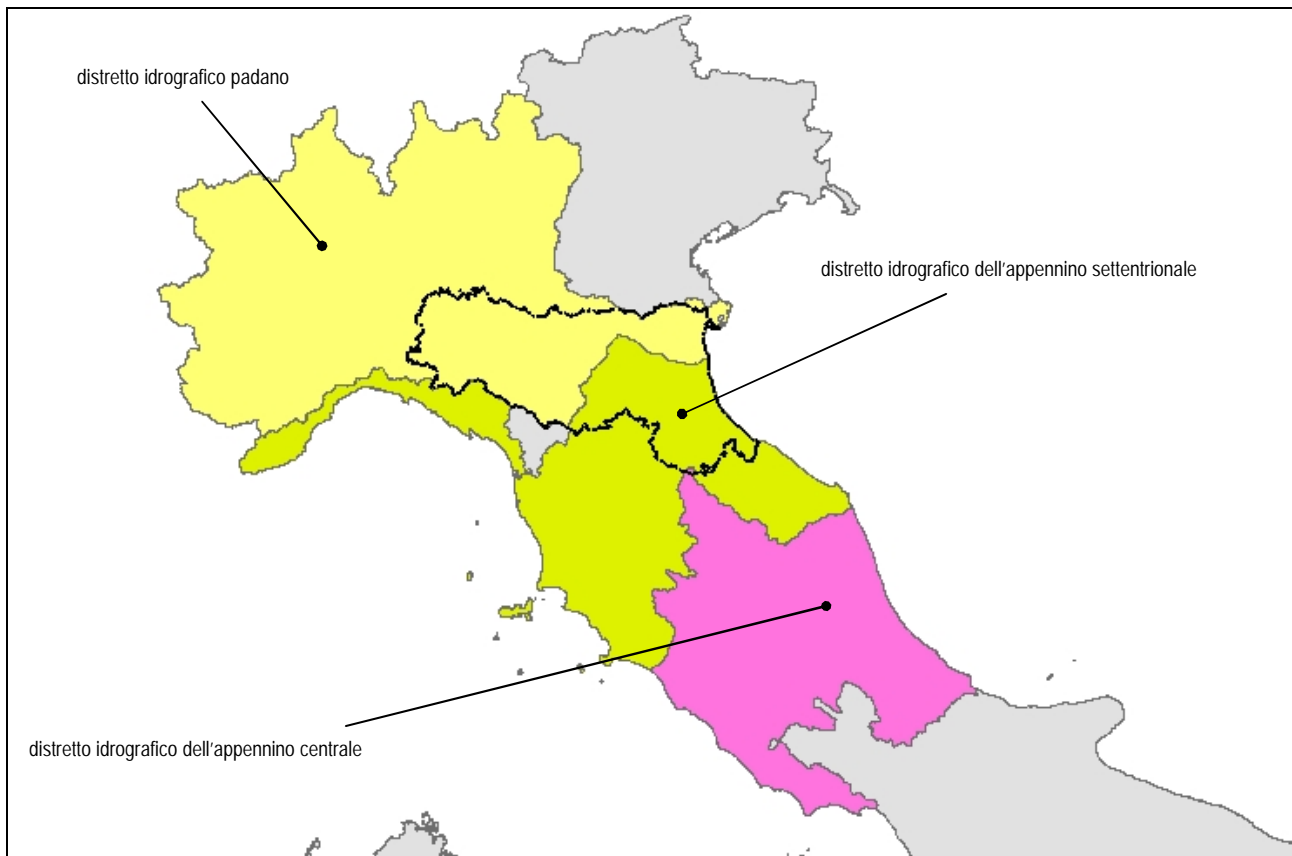 distretto idrografico padano
distretto idrografico dell'appennino settentrionale
distretto idrografico dell'appennino centrale